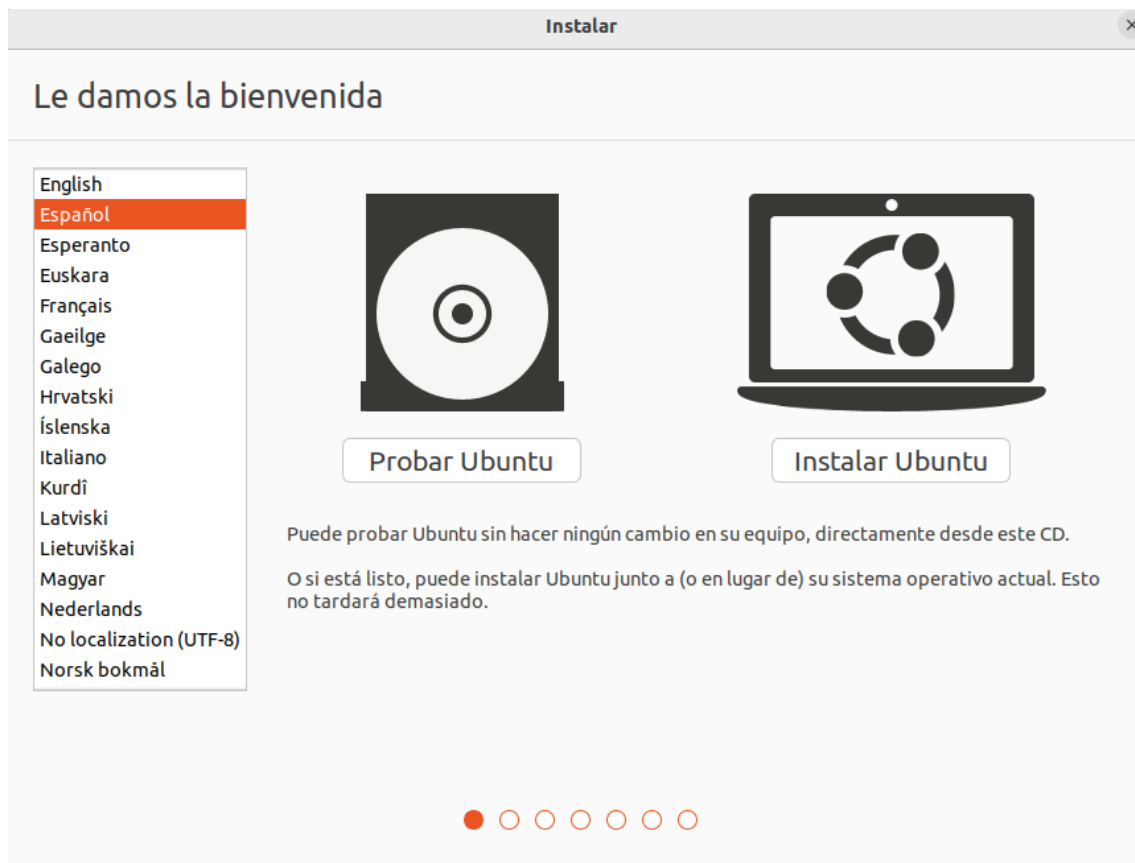 Instalar
Le damos la bienvenida
English
Español
Esperanto
Euskara
Français
Gaeilge
Galego
Hrvatski
Íslenska
Italiano
Kurdî
Latviski
Lietuviškai
Magyar
Nederlands
No localization (UTF-8)
Norsk bokmål
Probar Ubuntu
Instalar Ubuntu
Puede probar Ubuntu sin hacer ningún cambio en su equipo, directamente desde este CD.
O si está listo, puede instalar Ubuntu junto a (o en lugar de) su sistema operativo actual. Esto
no tardará demasiado.